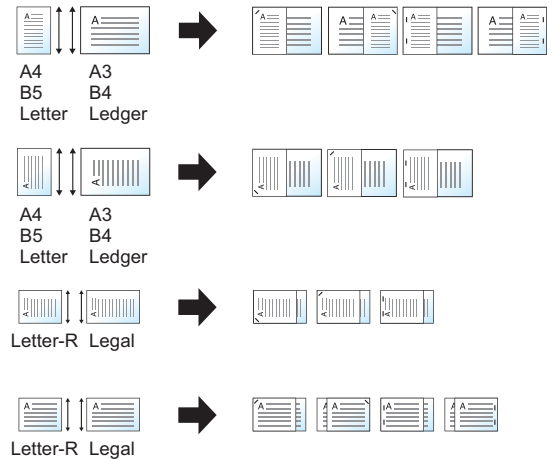 A A A A A A
A4 A3
B5 B4
Letter Ledger
A A A A A
A4 A3
B5 B4
Letter Ledger
A A A A A
Letter-R Legal
A A A A A A A A
Letter-R Legal